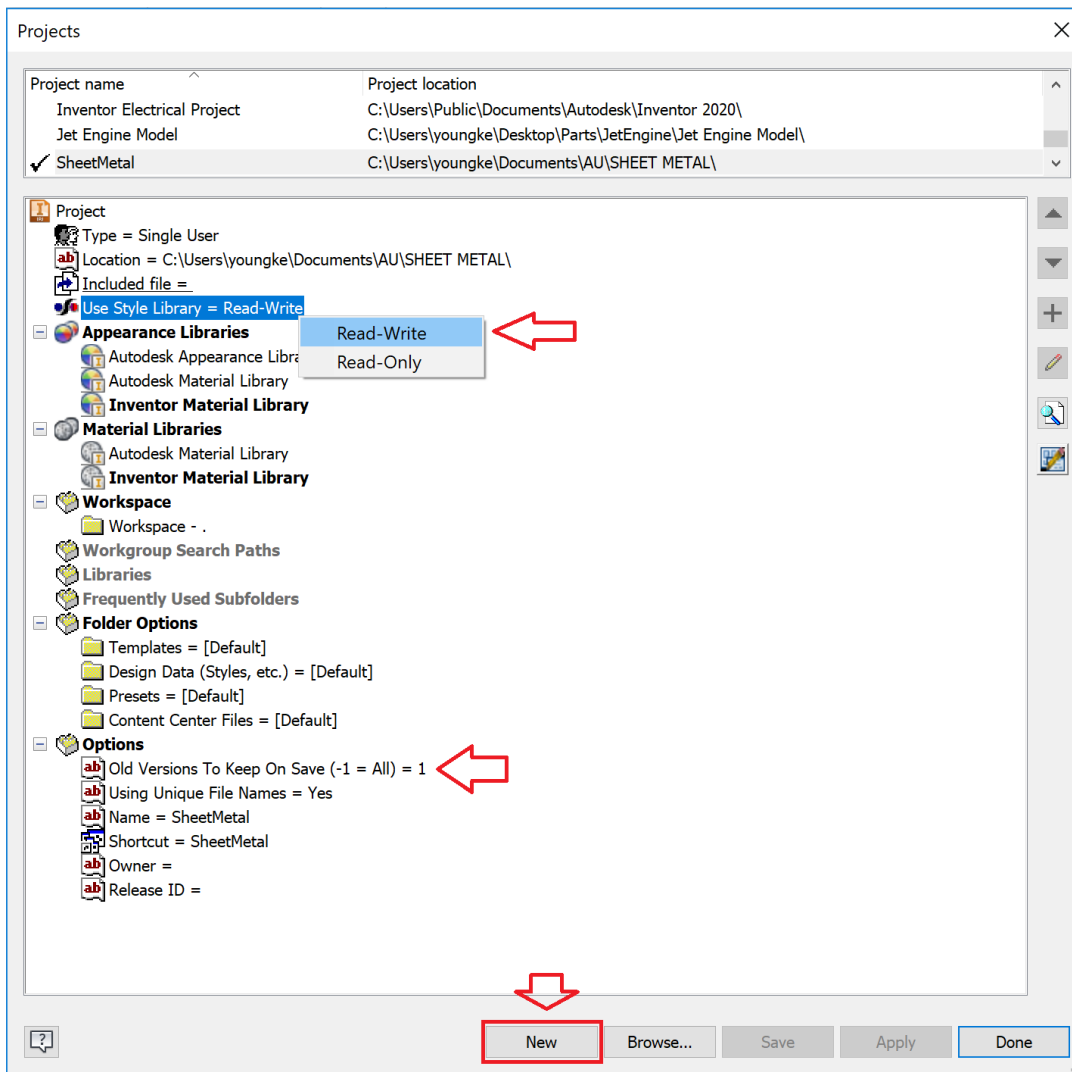 Projects
Project name Project location
Inventor Electrical Project C:\Users\Public\Documents\Autodesk\Inventor 2020\
Jet Engine Model C:\Users\youngke\Desktop\Parts\JetEngine\Jet Engine Model\
SheetMetal C:\Users\youngke\Documents\AU\SHEET METAL\
Project
Type = Single User
Location = C:\Users\youngke\Documents\AU\SHEET METAL\
Included file =
Use Style Library = Read-Write
Read-Write
Read-Only
Appearance Libraries
Autodesk Appearance Libra
Autodesk Material Library
Inventor Material Library
Material Libraries
Autodesk Material Library
Inventor Material Library
Workspace
Workspace - .
Workgroup Search Paths
Libraries
Frequently Used Subfolders
Folder Options
Templates = [Default]
Design Data (Styles, etc.) = [Default]
Presets = [Default]
Content Center Files = [Default]
Options
Old Versions To Keep On Save (-1 = All) = 1
Using Unique File Names = Yes
Name = SheetMetal
Shortcut = SheetMetal
Owner =
Release ID =
New Browse... Save Apply Done